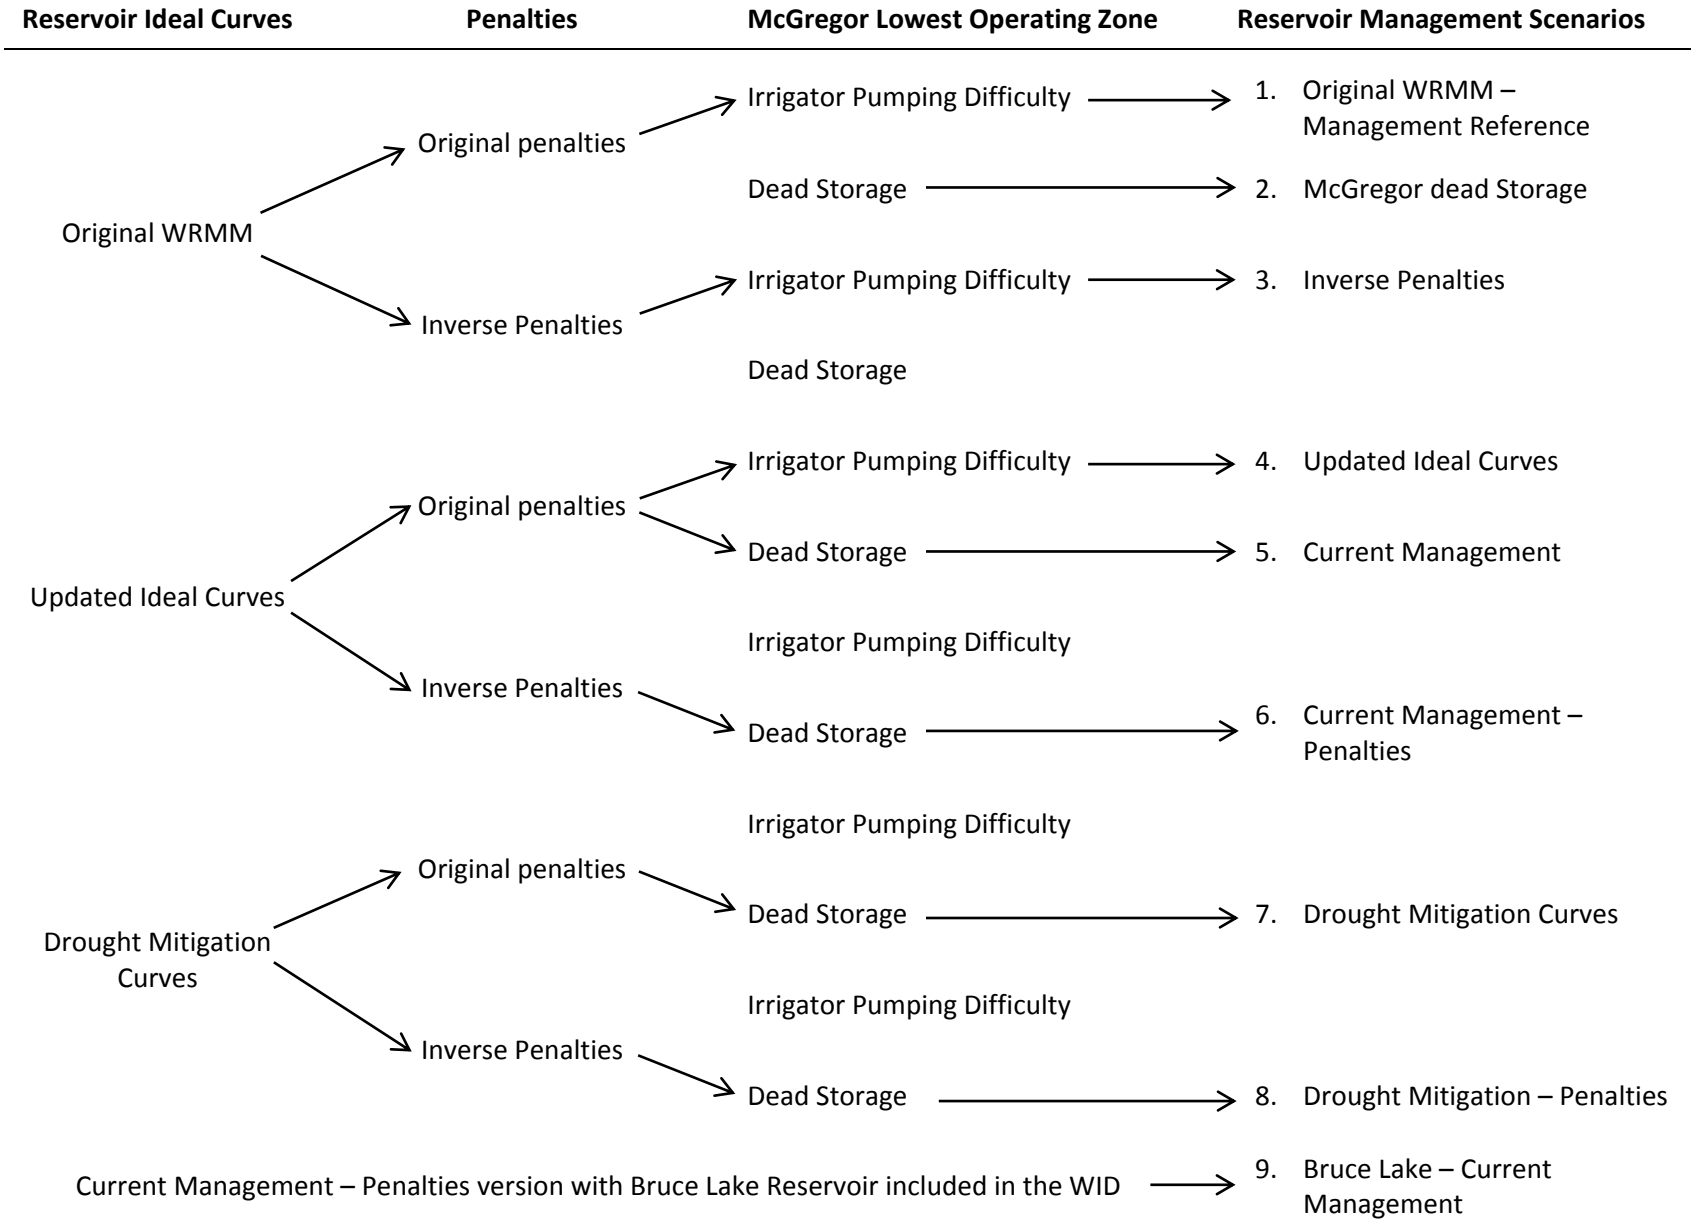 Reservoir Ideal Curves Penalties McGregor Lowest Operating Zone Reservoir Management Scenarios
Irrigator Pumping Difficulty 1. Original WRMM –
Management Reference
Original penalties
Dead Storage 2. McGregor dead Storage
Original WRMM
Irrigator Pumping Difficulty 3. Inverse Penalties
Inverse Penalties
Dead Storage
Irrigator Pumping Difficulty 4. Updated Ideal Curves
Original penalties
Dead Storage 5. Current Management
Updated Ideal Curves
Irrigator Pumping Difficulty
Inverse Penalties
Dead Storage 6. Current Management –
Penalties
Irrigator Pumping Difficulty
Original penalties
Dead Storage 7. Drought Mitigation Curves
Drought Mitigation
Curves
Irrigator Pumping Difficulty
Inverse Penalties
Dead Storage 8. Drought Mitigation – Penalties
Current Management – Penalties version with Bruce Lake Reservoir included in the WID 9. Bruce Lake – Current
Management